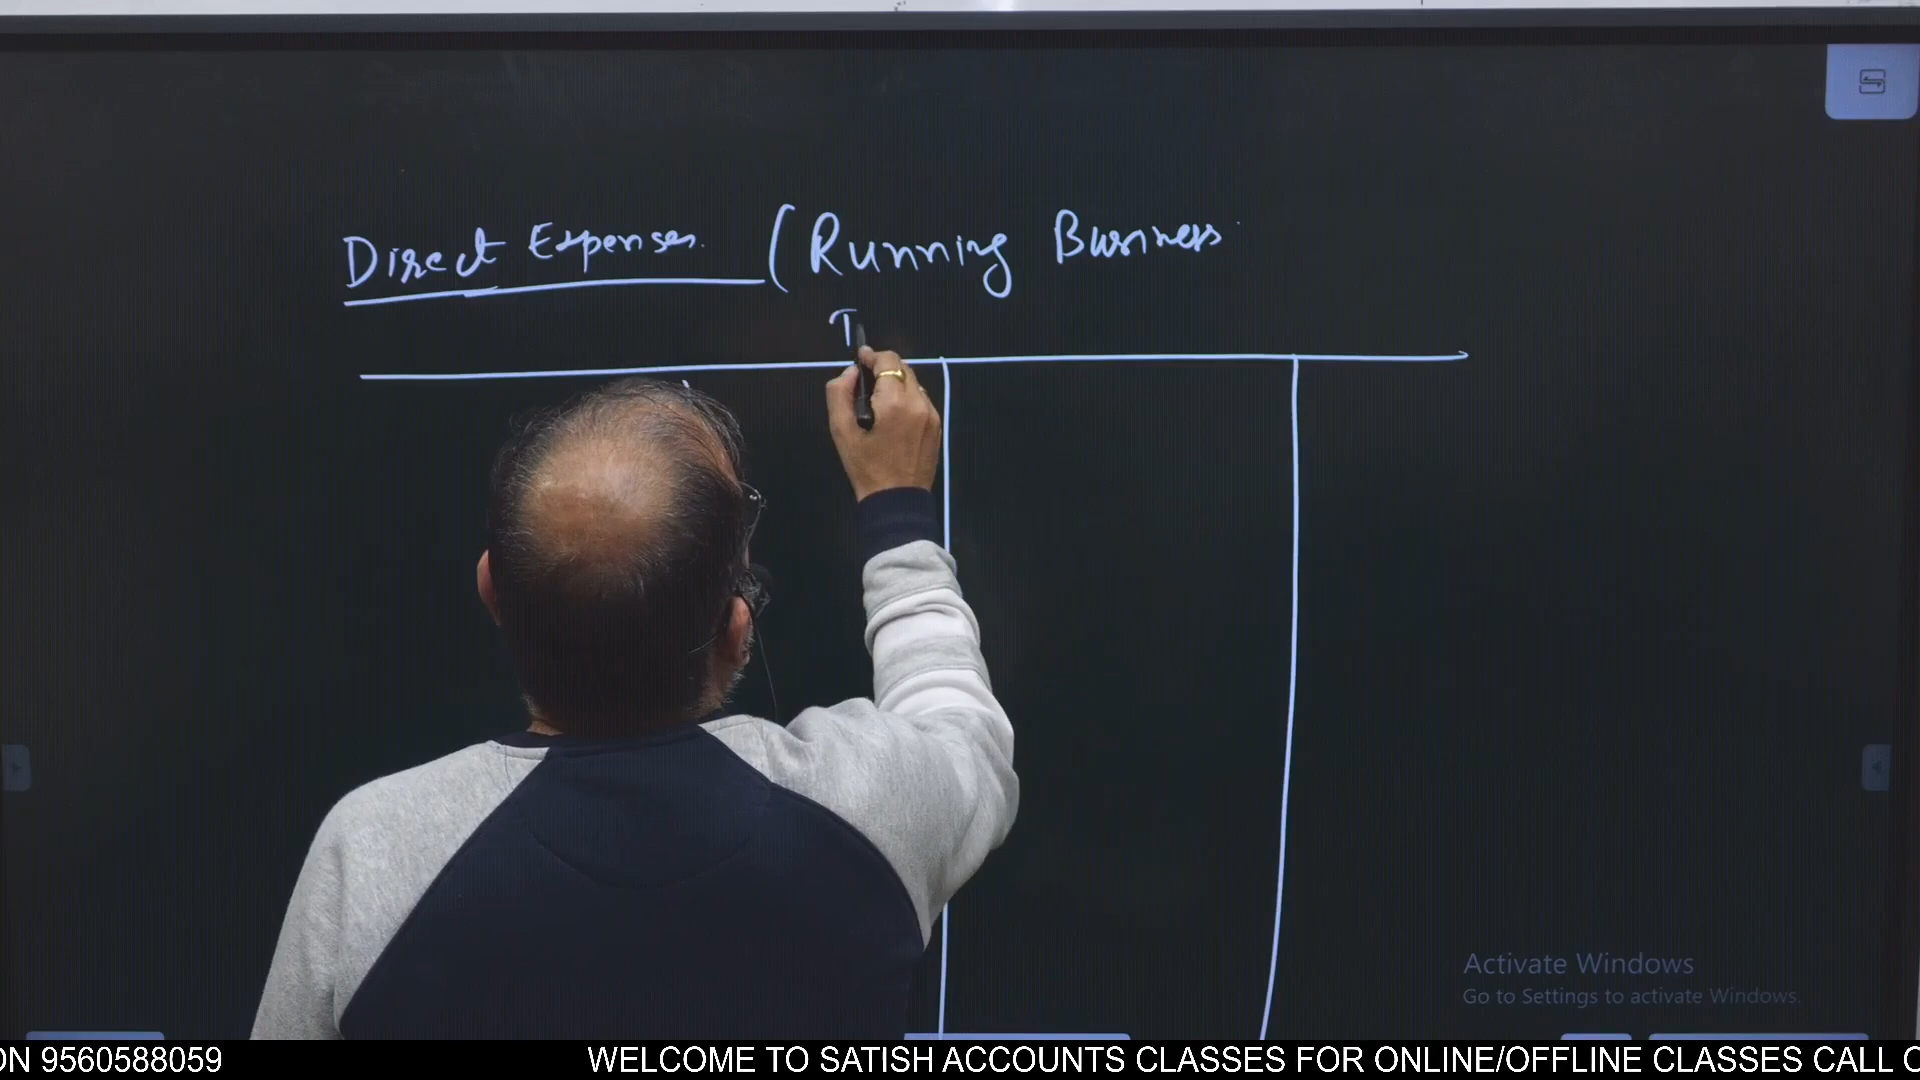 Direct Expenses. (Running Business
T
Activate Windows
Go to Settings to activate Windows.
ON 9560588059 WELCOME TO SATISH ACCOUNTS CLASSES FOR ONLINE/OFFLINE CLASSES CALL O